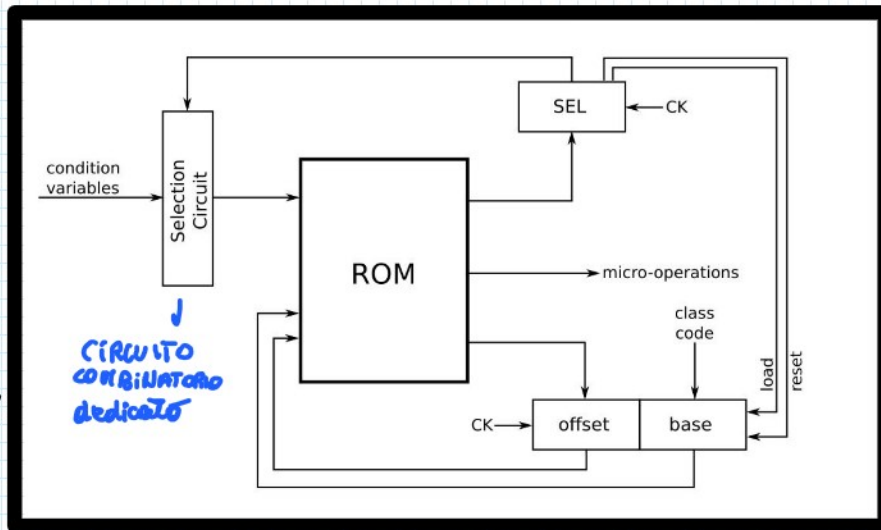 SEL
CK
condition
variables
Selection
Circuit
ROM
micro-operations
class
code
load
reset
CK
offset
base
CIRCUITO
COMBINATORIO
dedicato